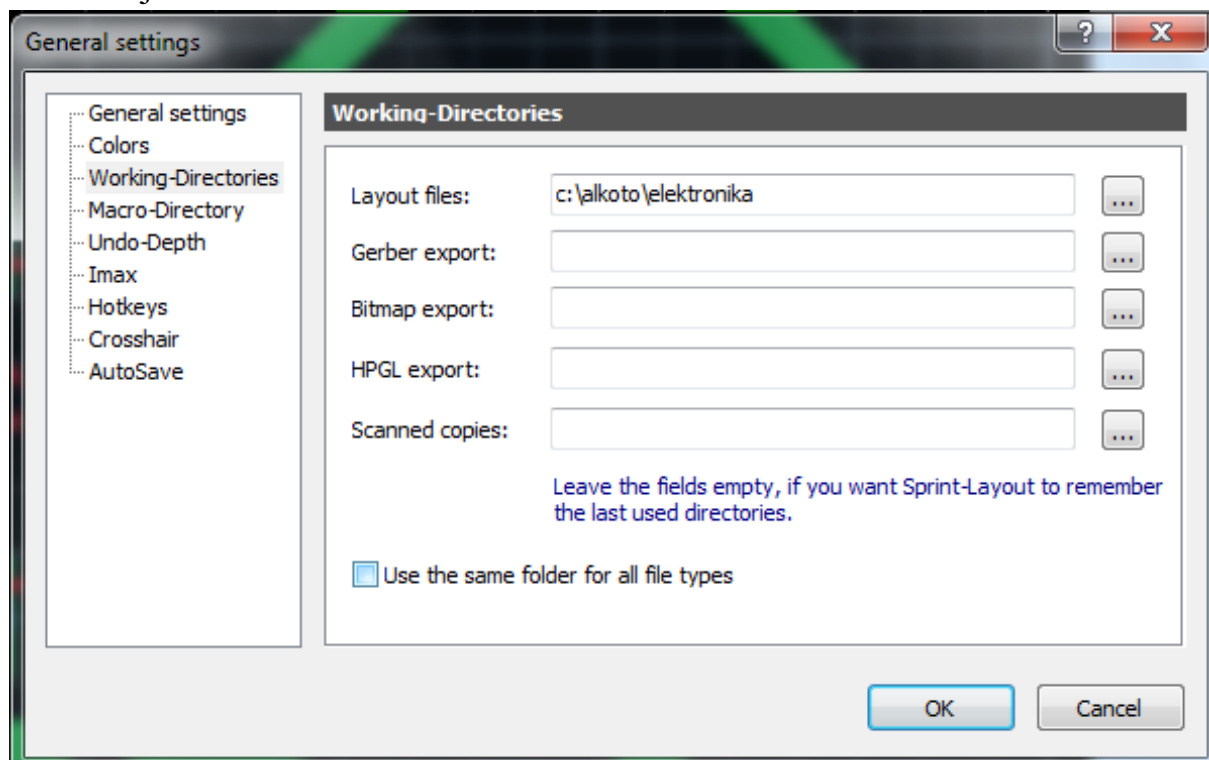 General settings
General settings
Colors
Working-Directories
Macro-Directory
Undo-Depth
Imax
Hotkeys
Crosshair
AutoSave
Working-Directories
Layout files: c:\alkoto\elektronika ...
Gerber export: ...
Bitmap export: ...
HPGL export: ...
Scanned copies: ...
Leave the fields empty, if you want Sprint-Layout to remember
the last used directories.
Use the same folder for all file types
OK Cancel